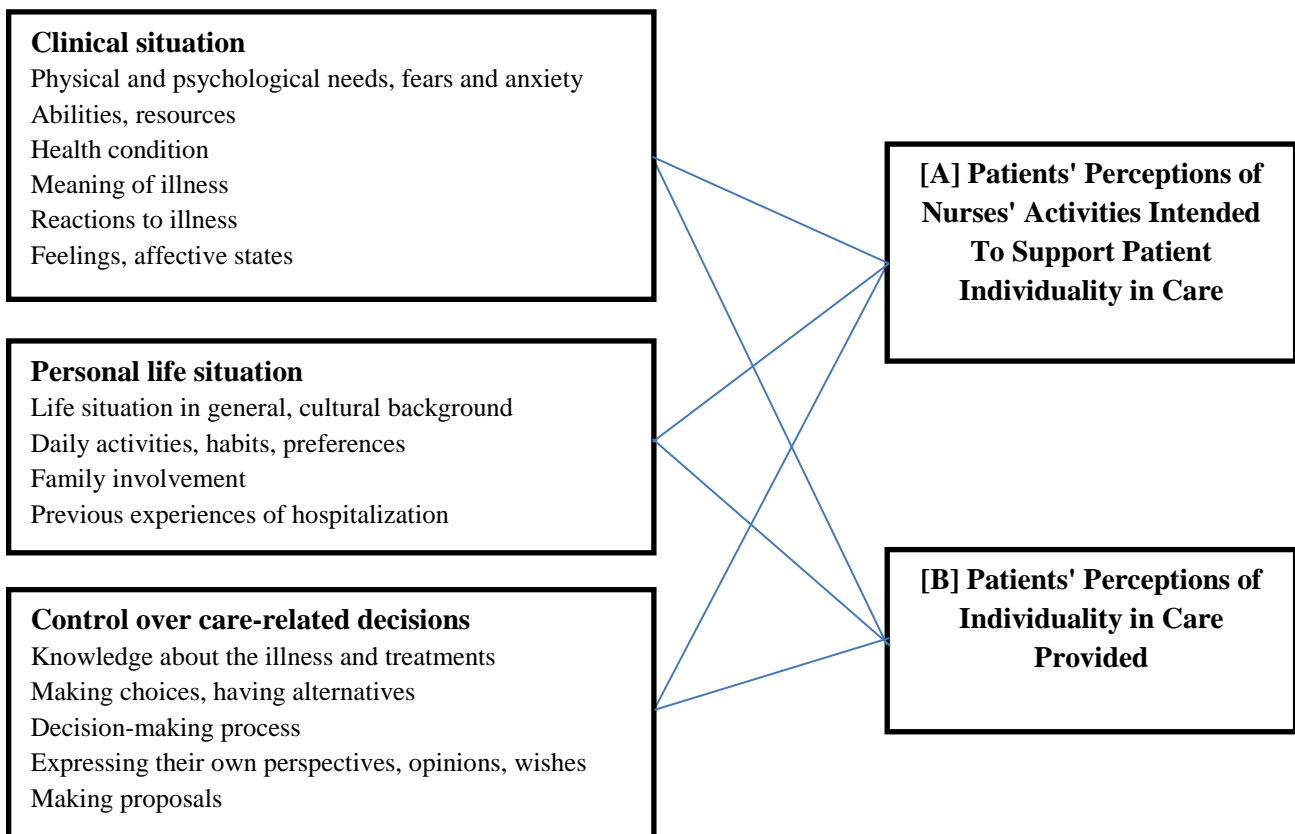 Clinical situation
Physical and psychological needs, fears and anxiety
Abilities, resources
Health condition
Meaning of illness
Reactions to illness
Feelings, affective states
Personal life situation
Life situation in general, cultural background
Daily activities, habits, preferences
Family involvement
Previous experiences of hospitalization
Control over care-related decisions
Knowledge about the illness and treatments
Making choices, having alternatives
Decision-making process
Expressing their own perspectives, opinions, wishes
Making proposals
[A] Patients' Perceptions of
Nurses' Activities Intended
To Support Patient
Individuality in Care
[B] Patients' Perceptions of
Individuality in Care
Provided